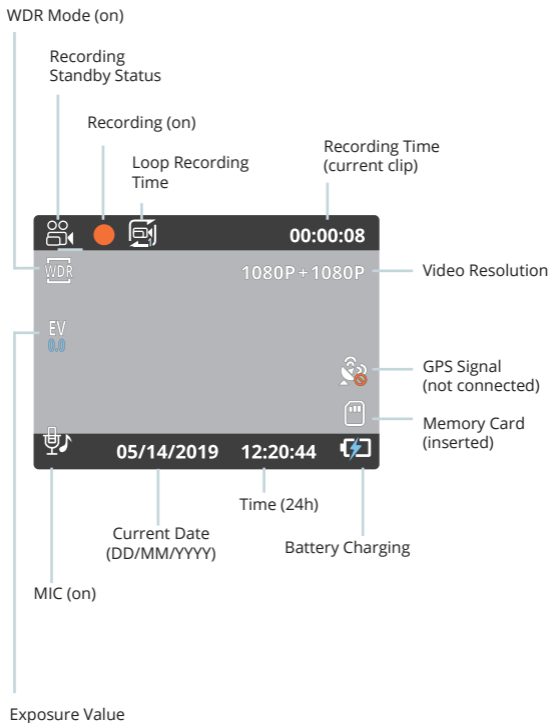 WDR Mode (on)
Recording
Standby Status
Recording (on)
Loop Recording
Time
Recording Time
(current clip)
1
00:00:08
WDR
1080P+1080P
Video Resolution
EV
0.0
GPS Signal
(not connected)
Memory Card
(inserted)
05/14/2019
12:20:44
Time (24h)
Current Date
(DD/MM/YYYY)
Battery Charging
MIC (on)
Exposure Value